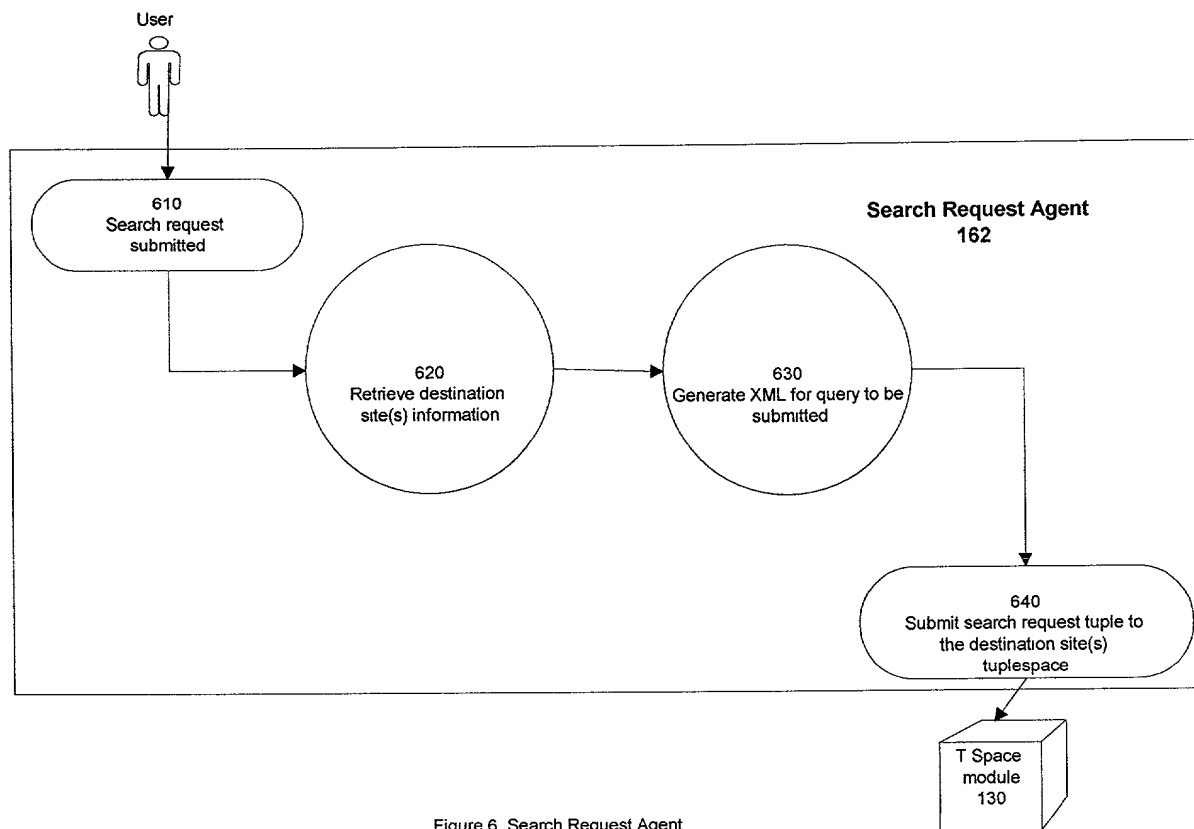 User
610
Search request
submitted
Search Request Agent
162
620
Retrieve destination
site(s) information
630
Generate XML for query to be
submitted
640
Submit search request tuple to
the destination site(s)
tuplespace
T Space
module
130
Figure 6 Search Request Agent